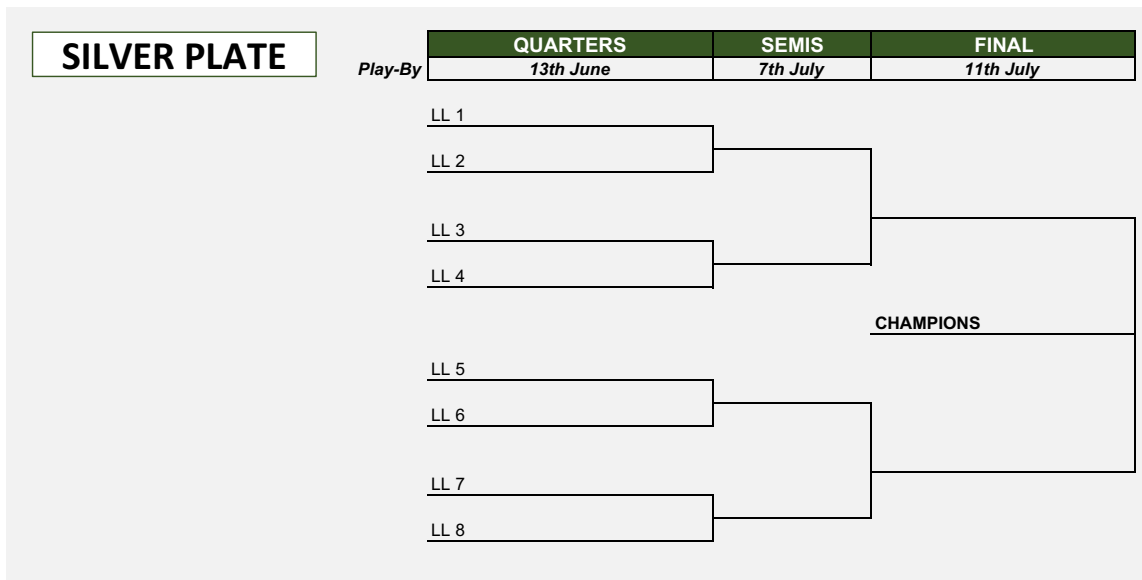 SILVER PLATE
QUARTERS SEMIS FINAL
Play-By 13th June 7th July 11th July
LL 1
LL 2
LL 3
LL 4
CHAMPIONS
LL 5
LL 6
LL 7
LL 8